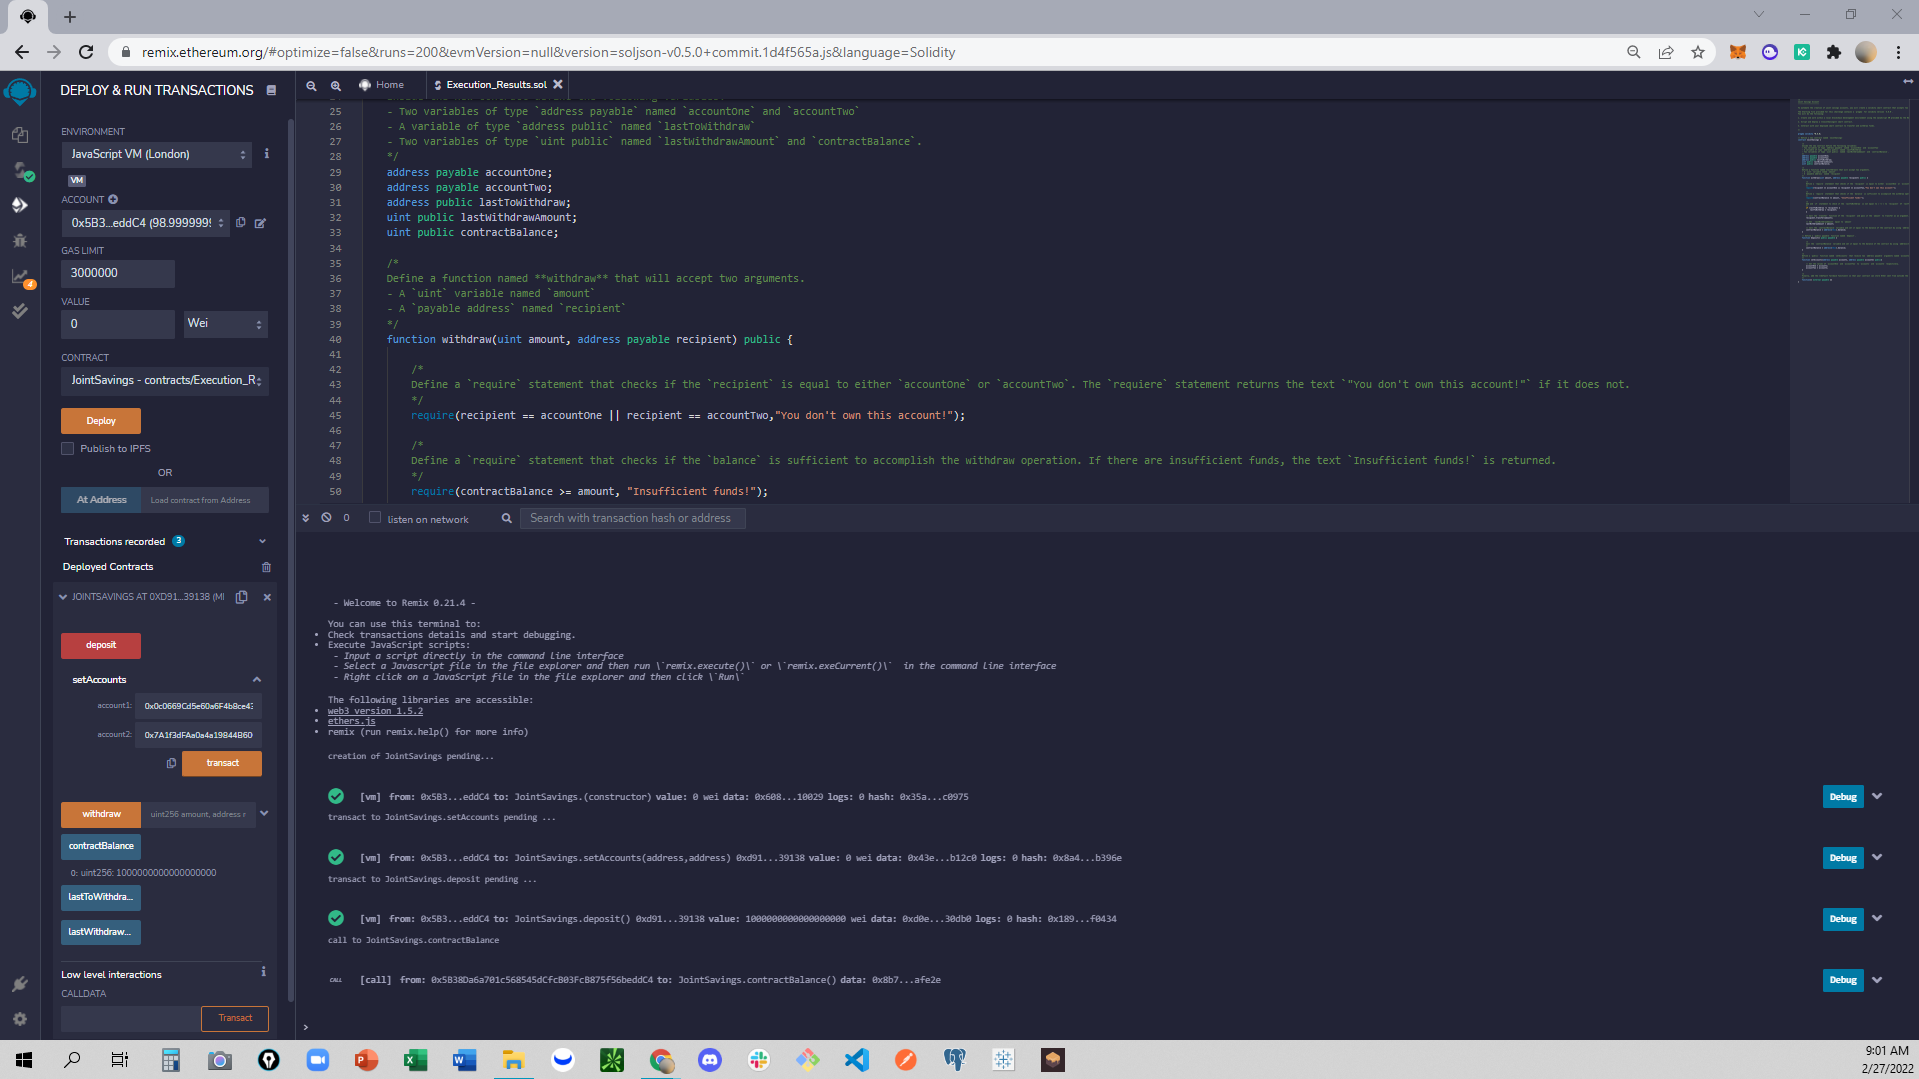 remix.ethereum.org/#optimize=false&runs=200&evmVersion=null&version=soljson-v0.5.0+commit.1d4f565a.js&language=Solidity
DEPLOY & RUN TRANSACTIONS
ENVIRONMENT
JavaScript VM (London)
VM
ACCOUNT
0x5B3...eddC4 (98.9999999
GAS LIMIT
3000000
VALUE
0
Wei
CONTRACT
JointSavings - contracts/Execution_R
Deploy
Publish to IPFS
OR
At Address
Load contract from Address
Transactions recorded 3
Deployed Contracts
JOINTSAVINGS AT 0XD91...39138 (M
deposit
setAccounts
account1: 0x0c0669Cd5e60a6F4b8ce43
account2: 0x7A1f3dFAa0a4a19844B60
transact
withdraw
uint256 amount, address r
contractBalance
0: uint256: 1000000000000000000
lastToWithdra...
lastWithdraw...
Low level interactions
CALLDATA
Transact
4
Home
Execution_Results.sol
25 - Two variables of type `address payable` named `accountOne` and `accountTwo`
26 - A variable of type `address public` named `lastToWithdraw`
27 - Two variables of type `uint public` named `lastWithdrawAmount` and `contractBalance`.
28 */
29 address payable accountOne;
30 address payable accountTwo;
31 address public lastToWithdraw;
32 uint public lastWithdrawAmount;
33 uint public contractBalance;
34
35 /*
36 Define a function named **withdraw** that will accept two arguments.
37 - A `uint` variable named `amount`
38 - A `payable address` named `recipient`
39 */
40 function withdraw(uint amount, address payable recipient) public {
41
42 /*
43 Define a `require` statement that checks if the `recipient` is equal to either `accountOne` or `accountTwo`. The `requiere` statement returns the text `"You don't own this account!"` if it does not.
44 */
45 require(recipient == accountOne || recipient == accountTwo,"You don't own this account!");
46
47 /*
48 Define a `require` statement that checks if the `balance` is sufficient to accomplish the withdraw operation. If there are insufficient funds, the text `Insufficient funds!` is returned.
49 */
50 require(contractBalance >= amount, "Insufficient funds!");
0
listen on network
Search with transaction hash or address
- Welcome to Remix 0.21.4 -
You can use this terminal to:
Check transactions details and start debugging.
Execute JavaScript scripts:
- Input a script directly in the command line interface
- Select a Javascript file in the file explorer and then run \`remix.execute()\` or \`remix.exeCurrent()\` in the command line interface
- Right click on a JavaScript file in the file explorer and then click \`Run\`
The following libraries are accessible:
web3 version 1.5.2
ethers.js
remix (run remix.help() for more info)
creation of JointSavings pending...
[vm] from: 0x5B3...eddC4 to: JointSavings.(constructor) value: 0 wei data: 0x608...10029 logs: 0 hash: 0x35a...c0975
Debug
transact to JointSavings.setAccounts pending ...
[vm] from: 0x5B3...eddC4 to: JointSavings.setAccounts(address,address) 0xd91...39138 value: 0 wei data: 0x43e...b12c0 logs: 0 hash: 0x8a4...b396e
Debug
transact to JointSavings.deposit pending ...
[vm] from: 0x5B3...eddC4 to: JointSavings.deposit() 0xd91...39138 value: 1000000000000000000 wei data: 0xd0e...30db0 logs: 0 hash: 0x189...f0434
Debug
call to JointSavings.contractBalance
CALL [call] from: 0x5B38Da6a701c568545dCfcB03FcB875f56beddC4 to: JointSavings.contractBalance() data: 0x8b7...afe2e
Debug
>
9:01 AM
2/27/2022